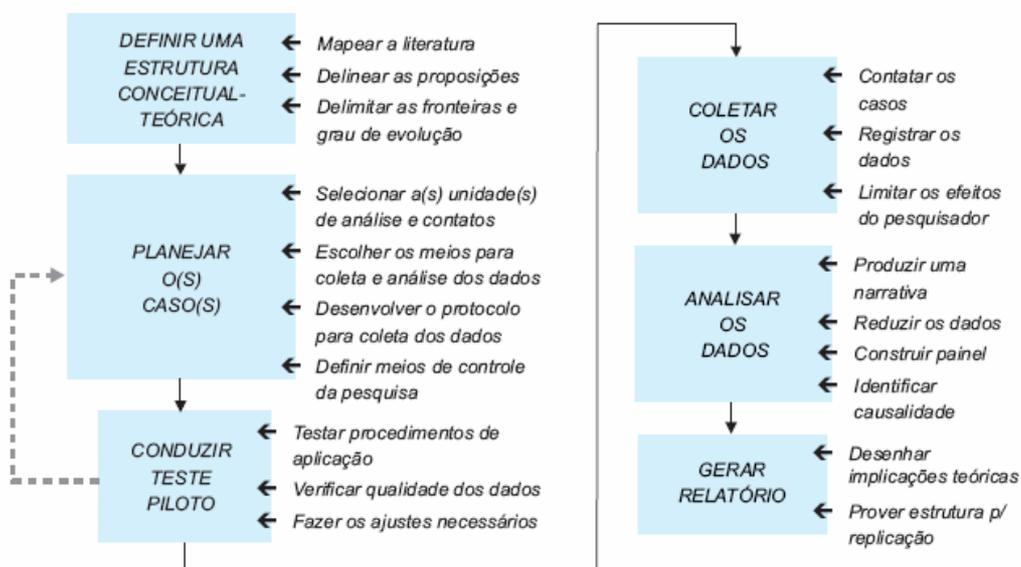 DEFINIR UMA
ESTRUTURA
CONCEITUAL-
TEÓRICA
Mapear a literatura
Delinear as proposições
Delimitar as fronteiras e
grau de evolução
PLANEJAR
O(S)
CASO(S)
Selecionar a(s) unidade(s)
de análise e contatos
Escolher os meios para
coleta e análise dos dados
Desenvolver o protocolo
para coleta dos dados
Definir meios de controle
da pesquisa
CONDUZIR
TESTE
PILOTO
Testar procedimentos de
aplicação
Verificar qualidade dos dados
Fazer os ajustes necessários
COLETAR
OS
DADOS
Contatar os
casos
Registrar os
dados
Limitar os efeitos
do pesquisador
ANALISAR
OS
DADOS
Produzir uma
narrativa
Reduzir os dados
Construir painel
Identificar
causalidade
GERAR
RELATÓRIO
Desenhar
implicações teóricas
Prover estrutura p/
replicação